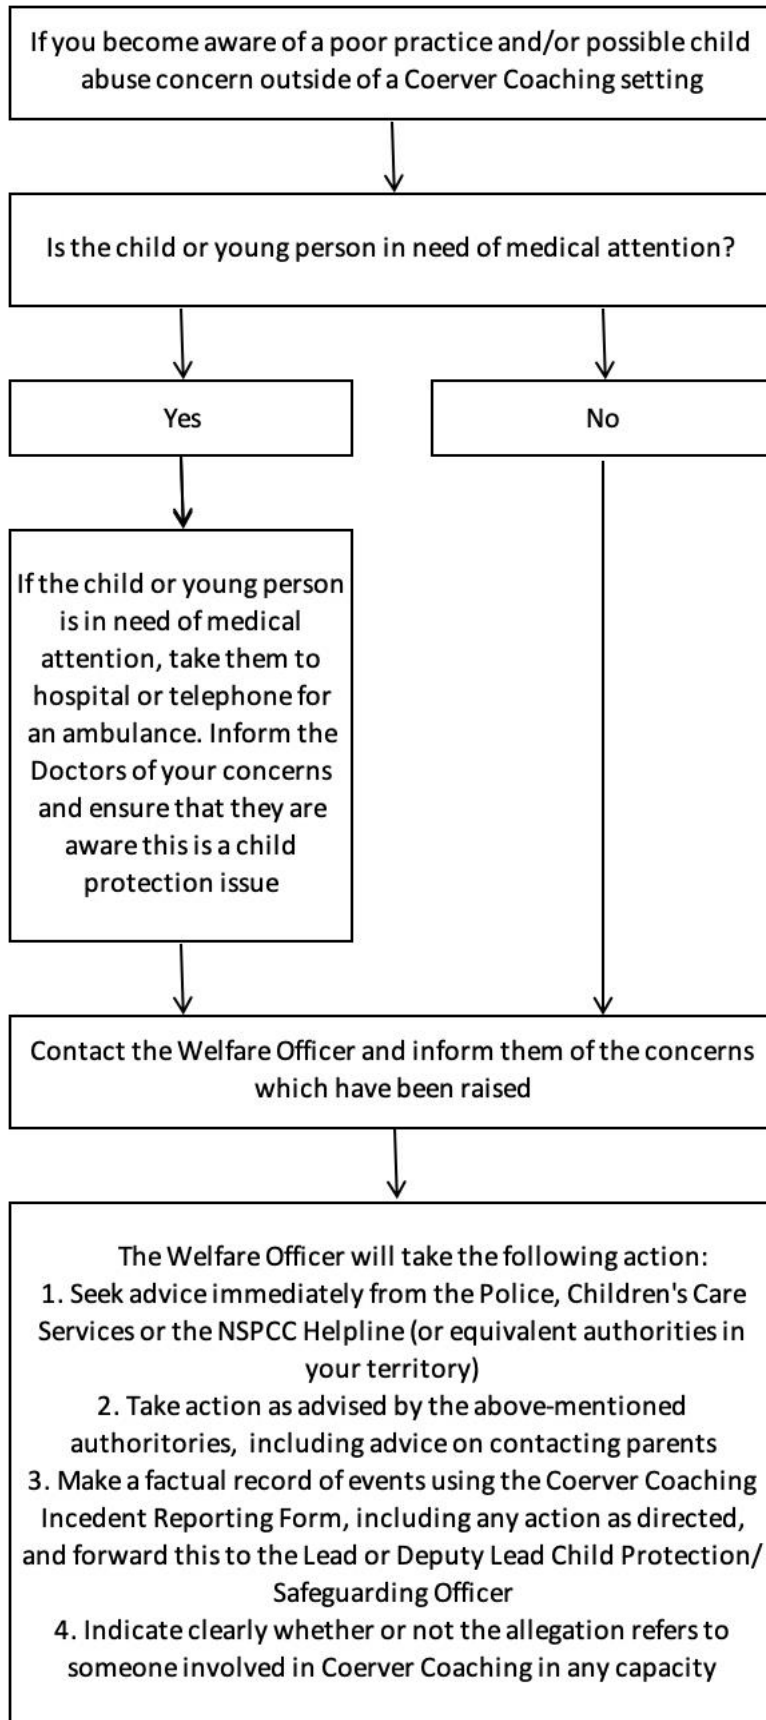 If you become aware of a poor practice and/or possible child
abuse concern outside of a Coerver Coaching setting
Is the child or young person in need of medical attention?
Yes
No
If the child or young person
is in need of medical
attention, take them to
hospital or telephone for
an ambulance. Inform the
Doctors of your concerns
and ensure that they are
aware this is a child
protection issue
Contact the Welfare Officer and inform them of the concerns
which have been raised
The Welfare Officer will take the following action:
1. Seek advice immediately from the Police, Children's Care
Services or the NSPCC Helpline (or equivalent authorities in
your territory)
2. Take action as advised by the above-mentioned
authoritories, including advice on contacting parents
3. Make a factual record of events using the Coerver Coaching
Incedent Reporting Form, including any action as directed,
and forward this to the Lead or Deputy Lead Child Protection/
Safeguarding Officer
4. Indicate clearly whether or not the allegation refers to
someone involved in Coerver Coaching in any capacity